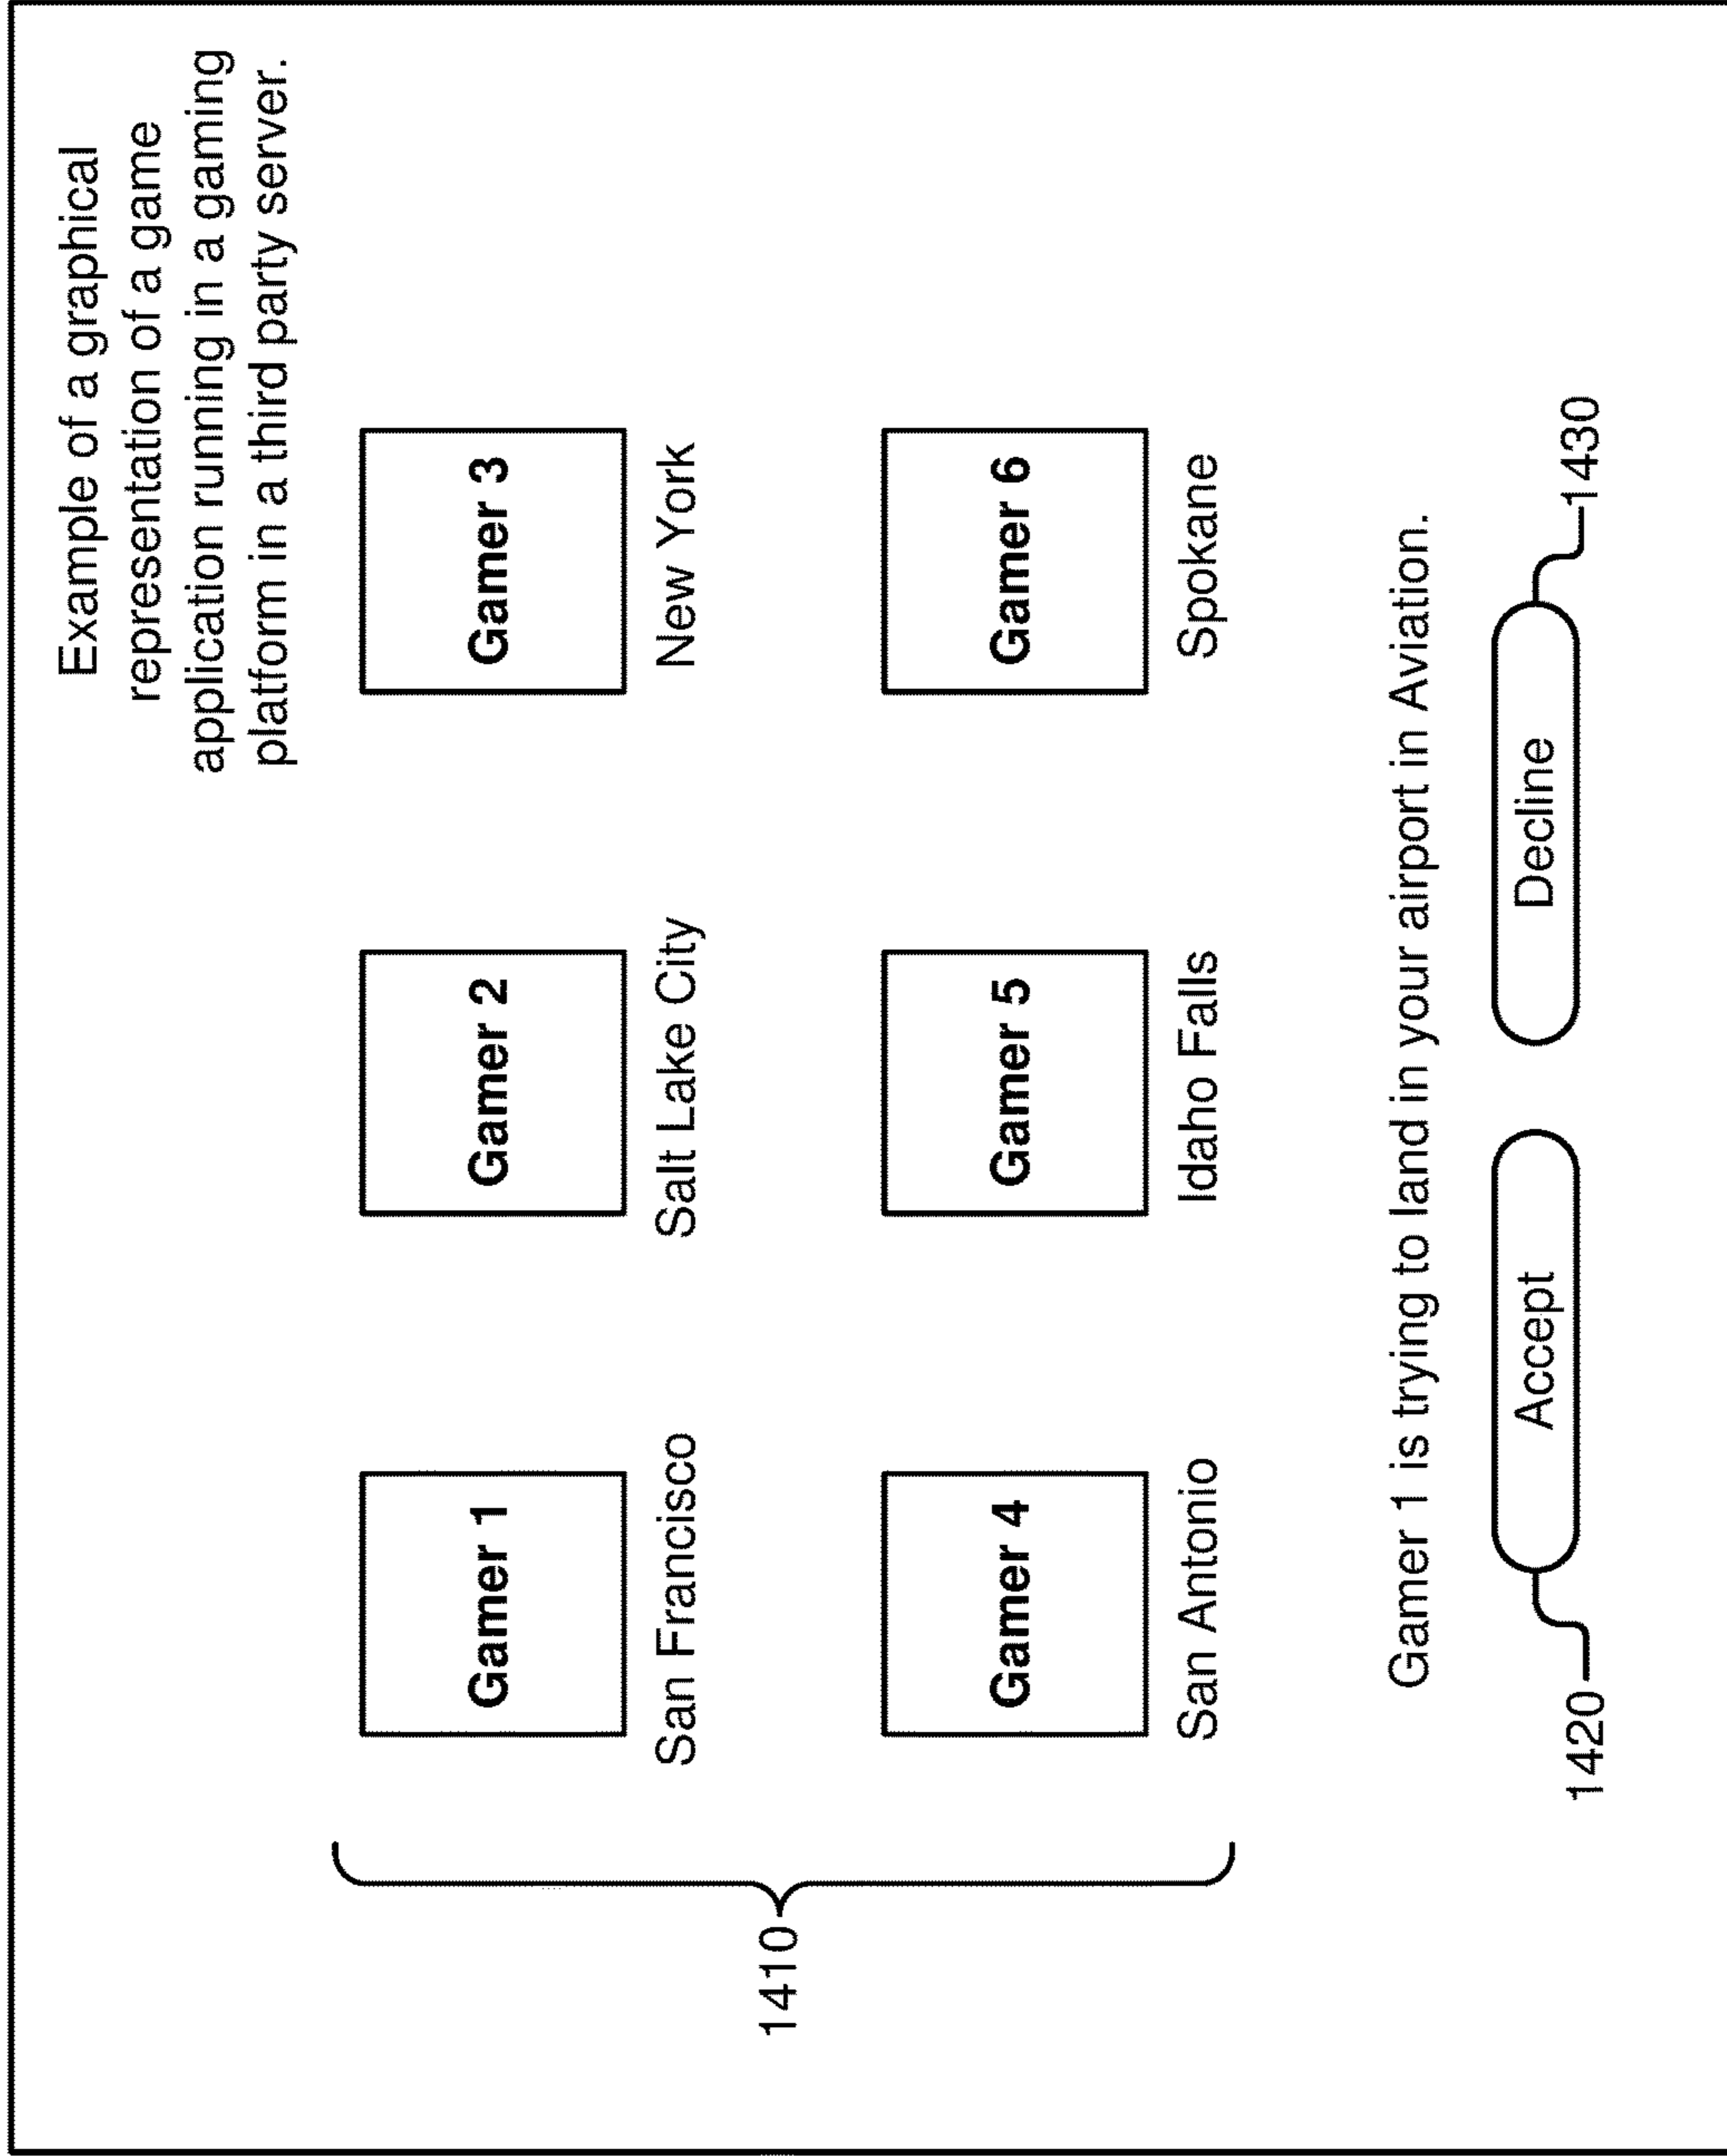 Example of a graphical
representation of a game
application running in a gaming
platform in a third party server.
Gamer 1
Gamer 2
Gamer 3
San Francisco
Salt Lake City
New York
1410
Gamer 4
Gamer 5
Gamer 6
San Antonio
Idaho Falls
Spokane
Gamer 1 is trying to land in your airport in Aviation.
Accept
Decline
1420
1430